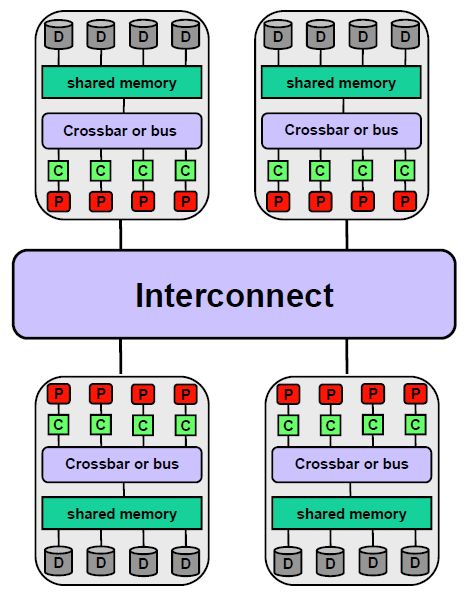 D D D D D D D D
shared memory shared memory
Crossbar or bus Crossbar or bus
C C C C C C C C
P P P P P P P P
Interconnect
P P P P P P P P
C C C C C C C C
Crossbar or bus Crossbar or bus
shared memory shared memory
D D D D D D D D